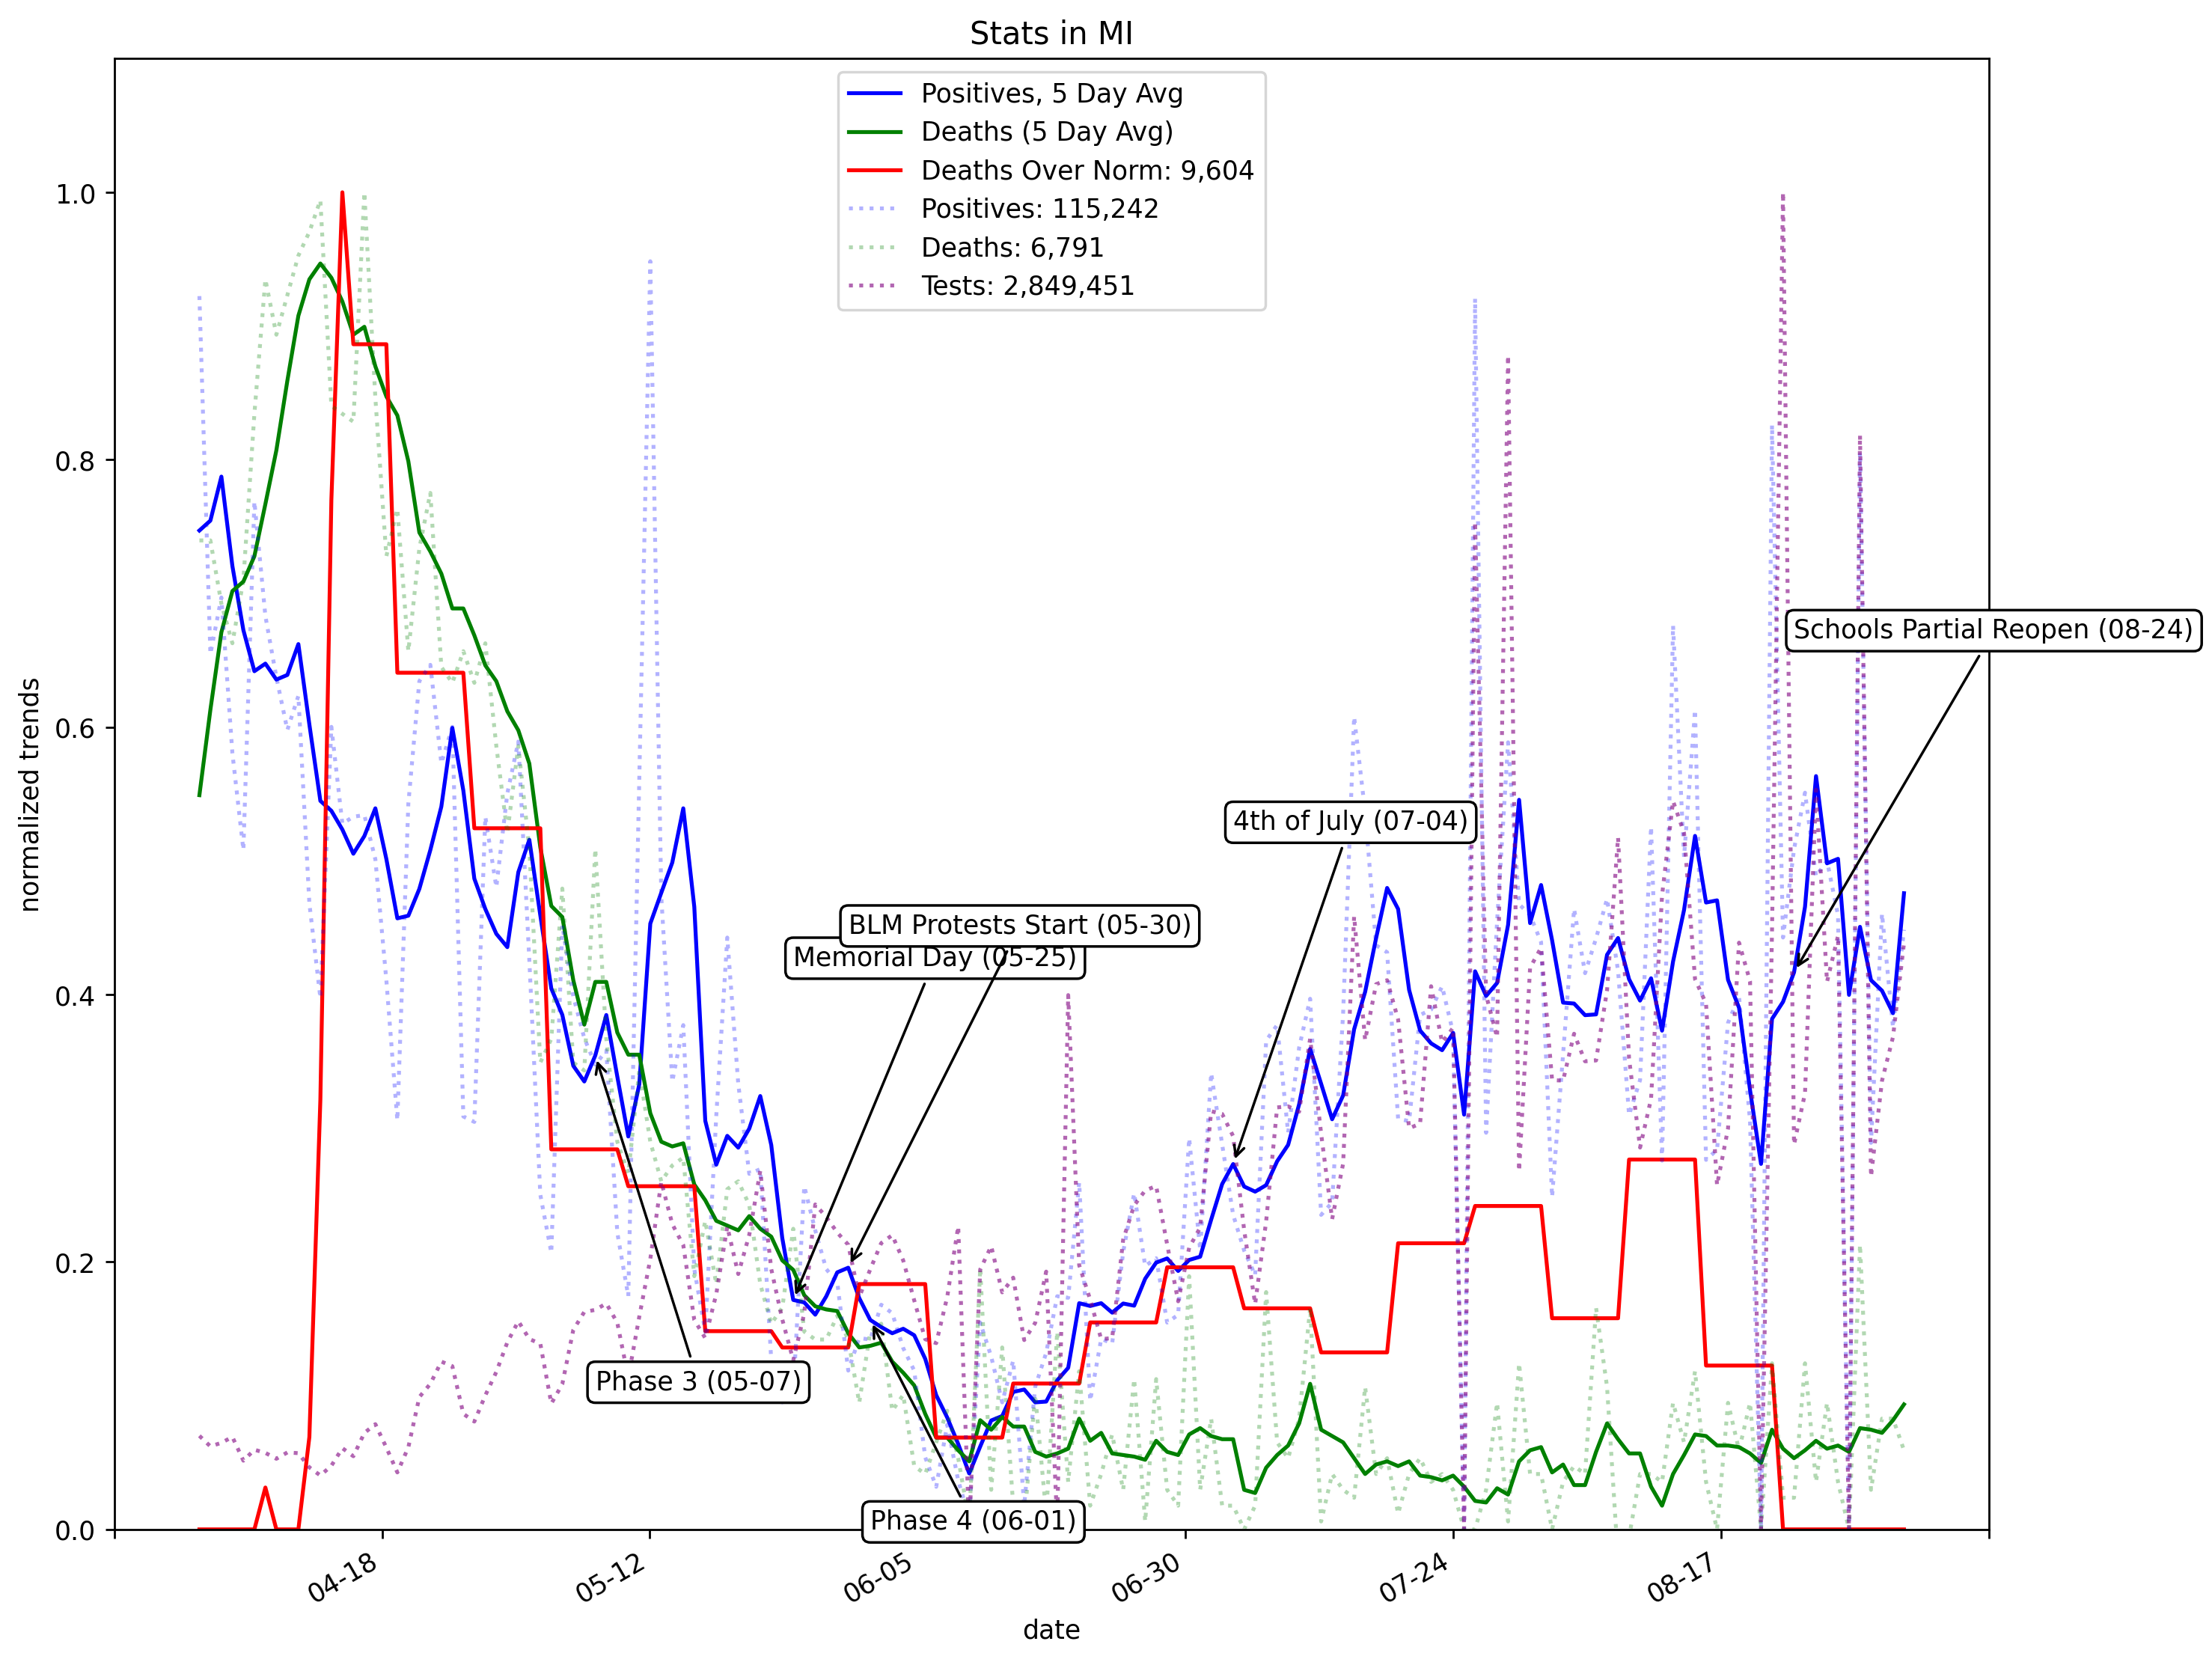 Stats in MI
Positives, 5 Day Avg
Deaths (5 Day Avg)
Deaths Over Norm: 9,604
Positives: 115,242
Deaths: 6,791
Tests: 2,849,451
1.0
0.8
0.6
0.4
0.2
0.0
normalized trends
Schools Partial Reopen (08-24)
4th of July (07-04)
BLM Protests Start (05-30)
Memorial Day (05-25)
Phase 3 (05-07)
Phase 4 (06-01)
04-18
05-12
06-05
06-30
07-24
08-17
date